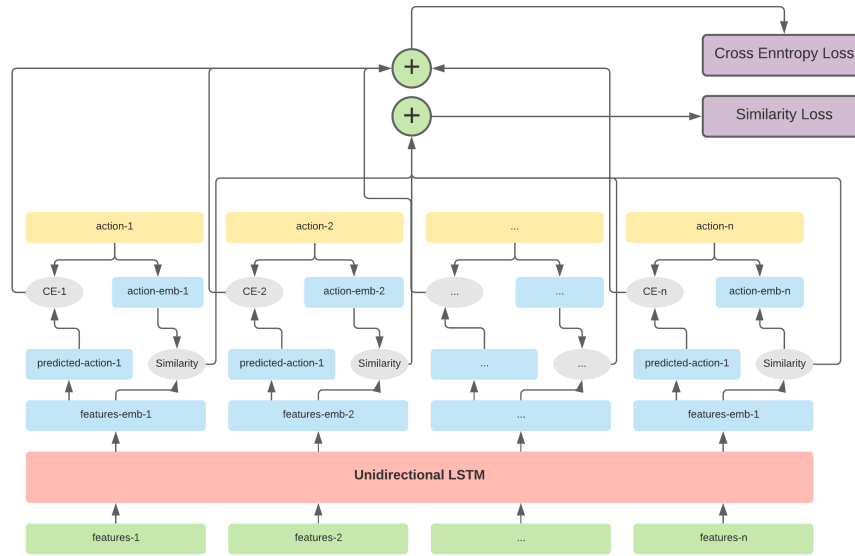 +
Cross Enntropy Loss
+
Similarity Loss
action-1
action-2
...
action-n
CE-1
action-emb-1
CE-2
action-emb-2
...
...
CE-n
action-emb-n
predicted-action-1
Similarity
predicted-action-1
Similarity
...
...
predicted-action-1
Similarity
features-emb-1
features-emb-2
...
features-emb-1
Unidirectional LSTM
features-1
features-2
...
features-n